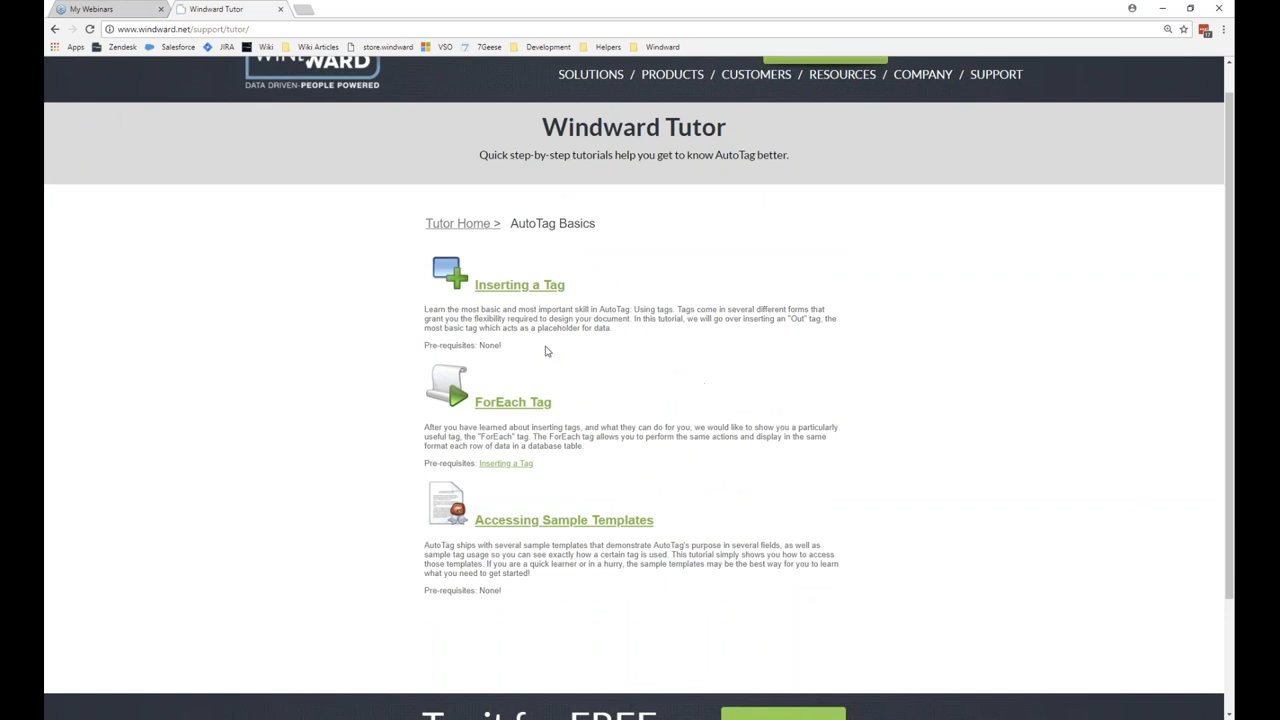 My Webinars
Windward Tutor
www.windward.net/support/tutor/
Apps Zendesk Salesforce JIRA Wiki Wiki Articles store.windward VSO 7Geese Development Helpers Windward
WINDWARD
DATA DRIVEN-PEOPLE POWERED
SOLUTIONS / PRODUCTS / CUSTOMERS / RESOURCES / COMPANY / SUPPORT
Windward Tutor
Quick step-by-step tutorials help you get to know AutoTag better.
Tutor Home > AutoTag Basics
Inserting a Tag
Learn the most basic and most important skill in AutoTag: Using tags. Tags come in several different forms that
grant you the flexibility required to design your document. In this tutorial, we will go over inserting an "Out" tag, the
most basic tag which acts as a placeholder for data.
Pre-requisites: None!
ForEach Tag
After you have learned about inserting tags, and what they can do for you, we would like to show you a particularly
useful tag, the "ForEach" tag. The ForEach tag allows you to perform the same actions and display in the same
format each row of data in a database table.
Pre-requisites: Inserting a Tag
Accessing Sample Templates
AutoTag ships with several sample templates that demonstrate AutoTag's purpose in several fields, as well as
sample tag usage so you can see exactly how a certain tag is used. This tutorial simply shows you how to access
those templates. If you are a quick learner or in a hurry, the sample templates may be the best way for you to learn
what you need to get started!
Pre-requisites: None!
Try it for FREE